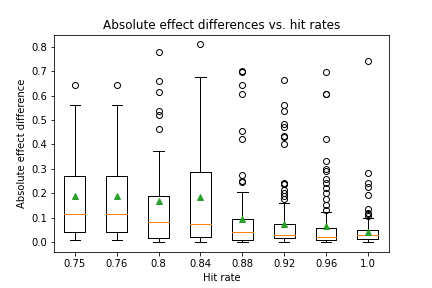 Absolute effect differences vs. hit rates
Absolute effect difference
0.8
0.7
0.6
0.5
0.4
0.3
0.2
0.1
0.0
0.75 0.76 0.8 0.84 0.88 0.92 0.96 1.0
Hit rate